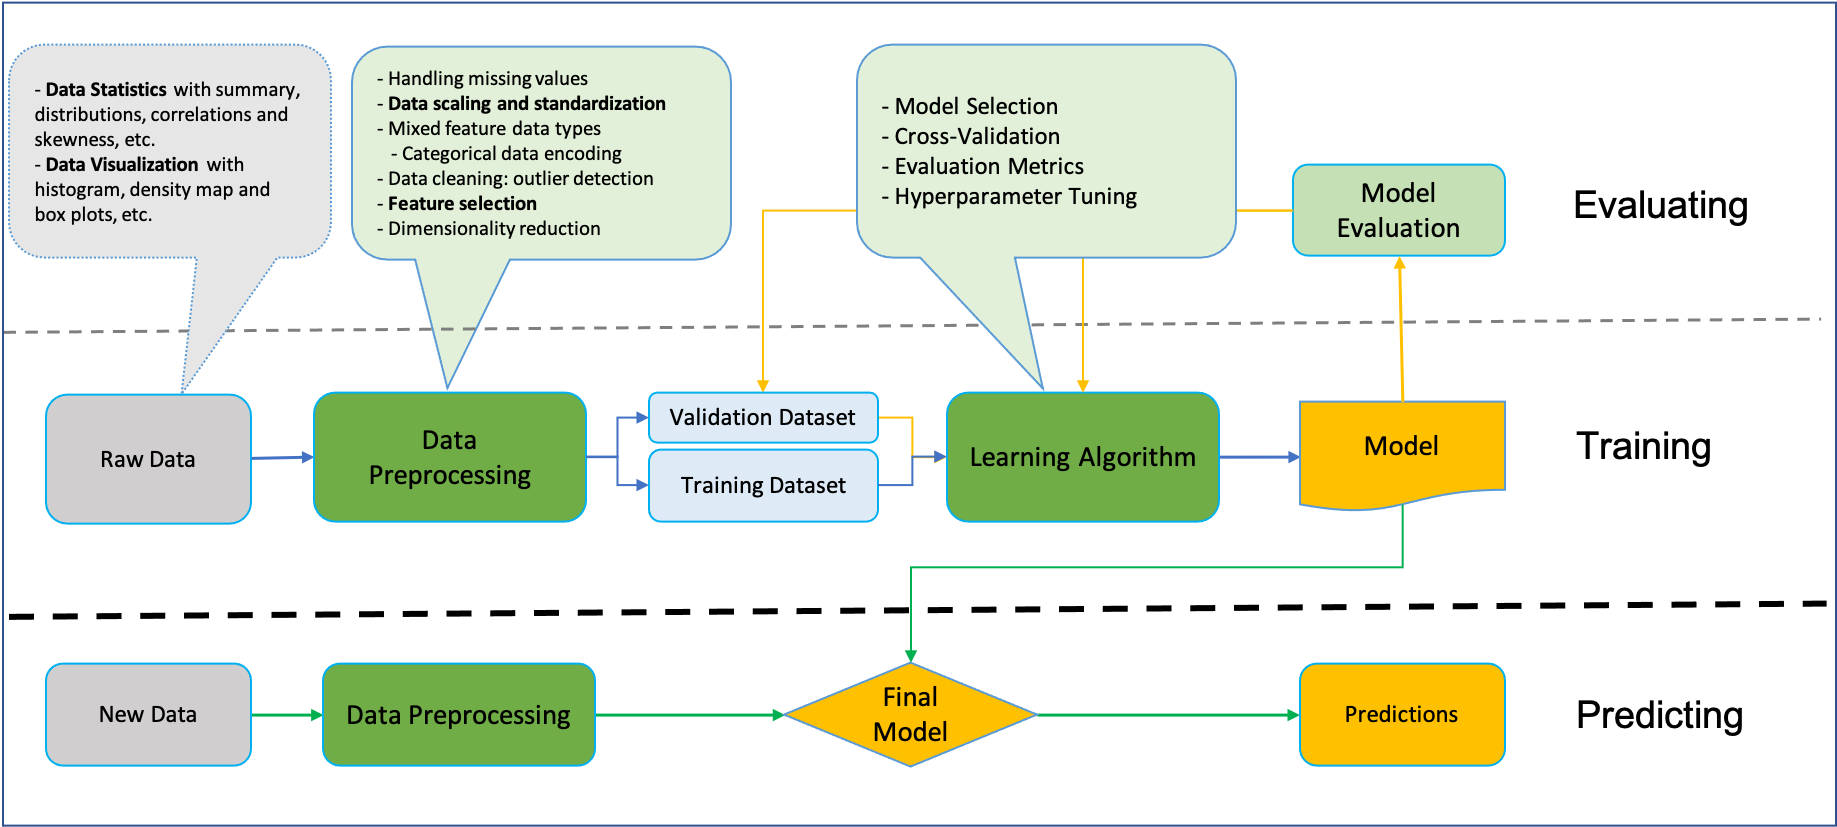 - Data Statistics with summary,
distributions, correlations and
skewness, etc.
- Data Visualization with
histogram, density map and
box plots, etc.
- Handling missing values
- Data scaling and standardization
- Mixed feature data types
- Categorical data encoding
- Data cleaning: outlier detection
- Feature selection
- Dimensionality reduction
- Model Selection
- Cross-Validation
- Evaluation Metrics
- Hyperparameter Tuning
Model
Evaluation
Evaluating
Raw Data
Data
Preprocessing
Validation Dataset
Training Dataset
Learning Algorithm
Model
Training
New Data
Data Preprocessing
Final
Model
Predictions
Predicting